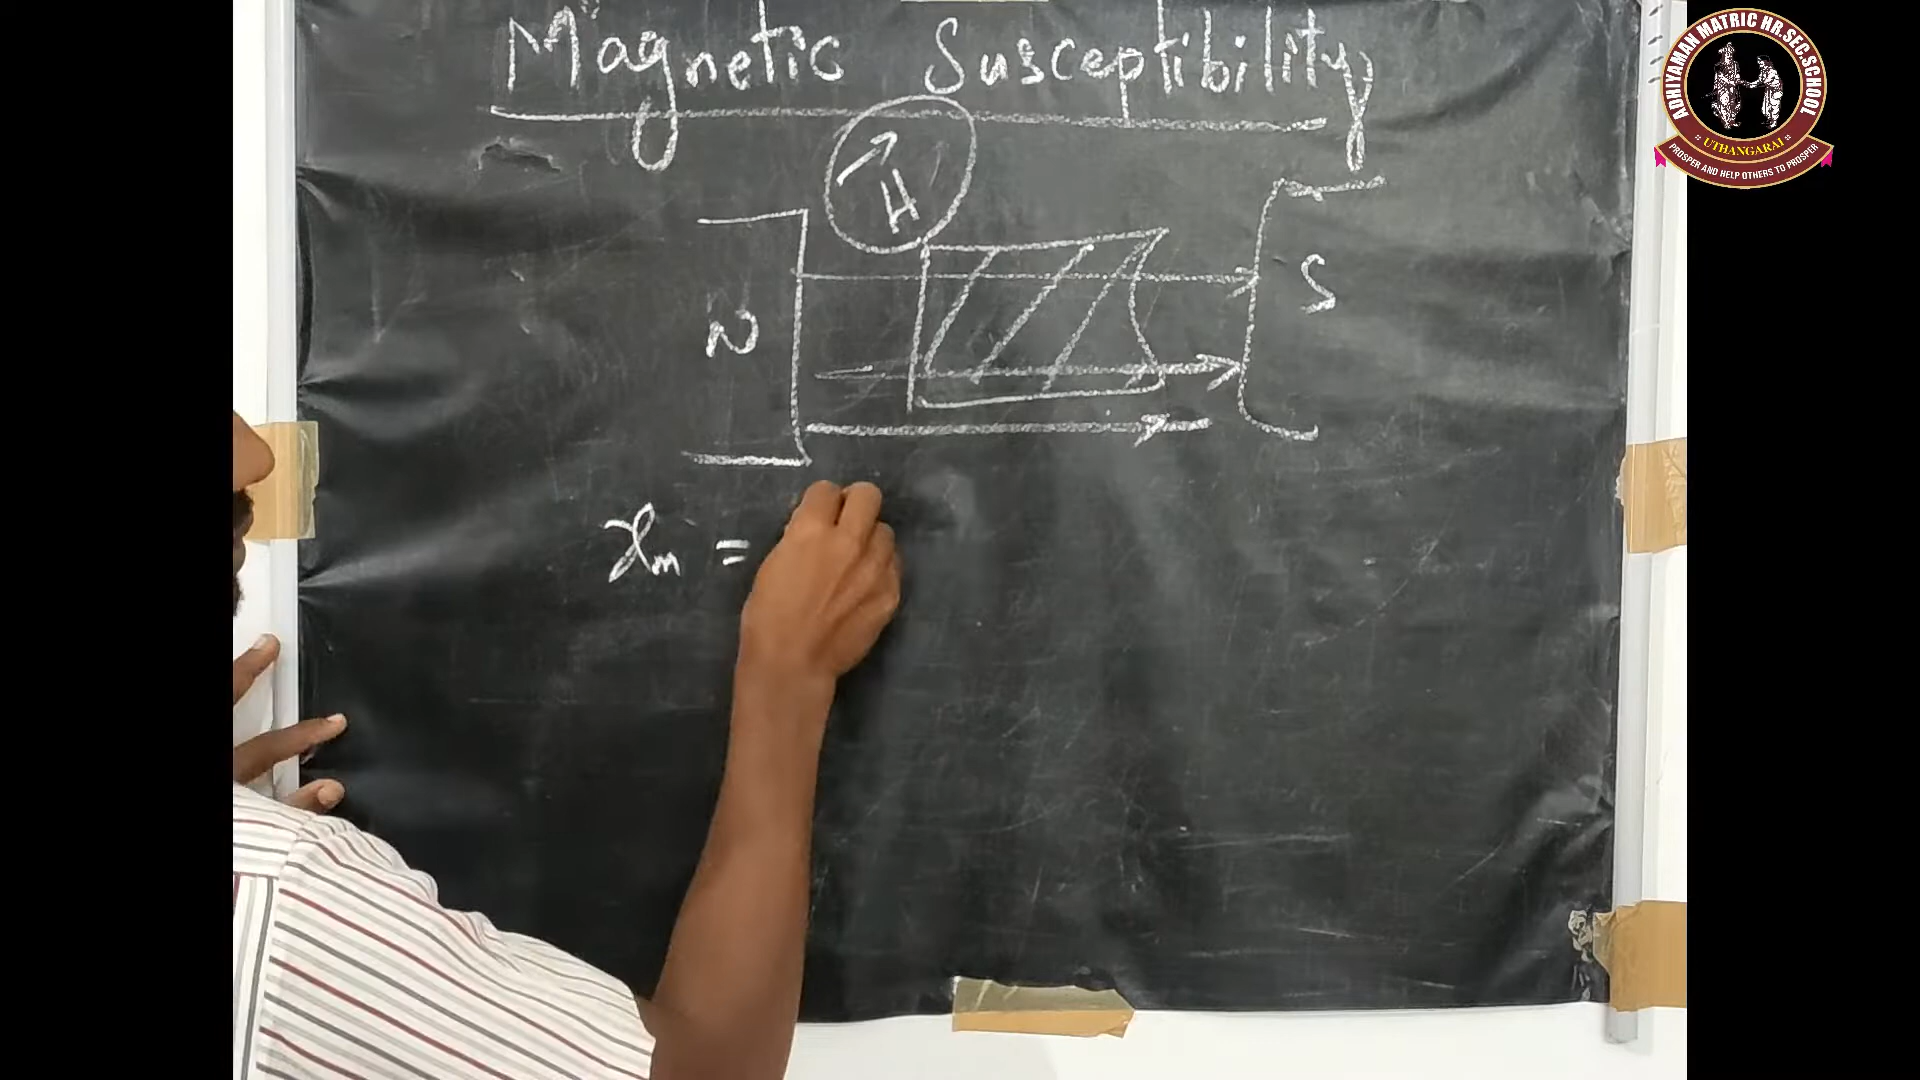 Magnetic Susceptibility
H
N
S
χm =
ADHIYAMAN MATRIC HR.SEC.SCHOOL
UTHANGARAI
PROSPER AND HELP OTHERS TO PROSPER